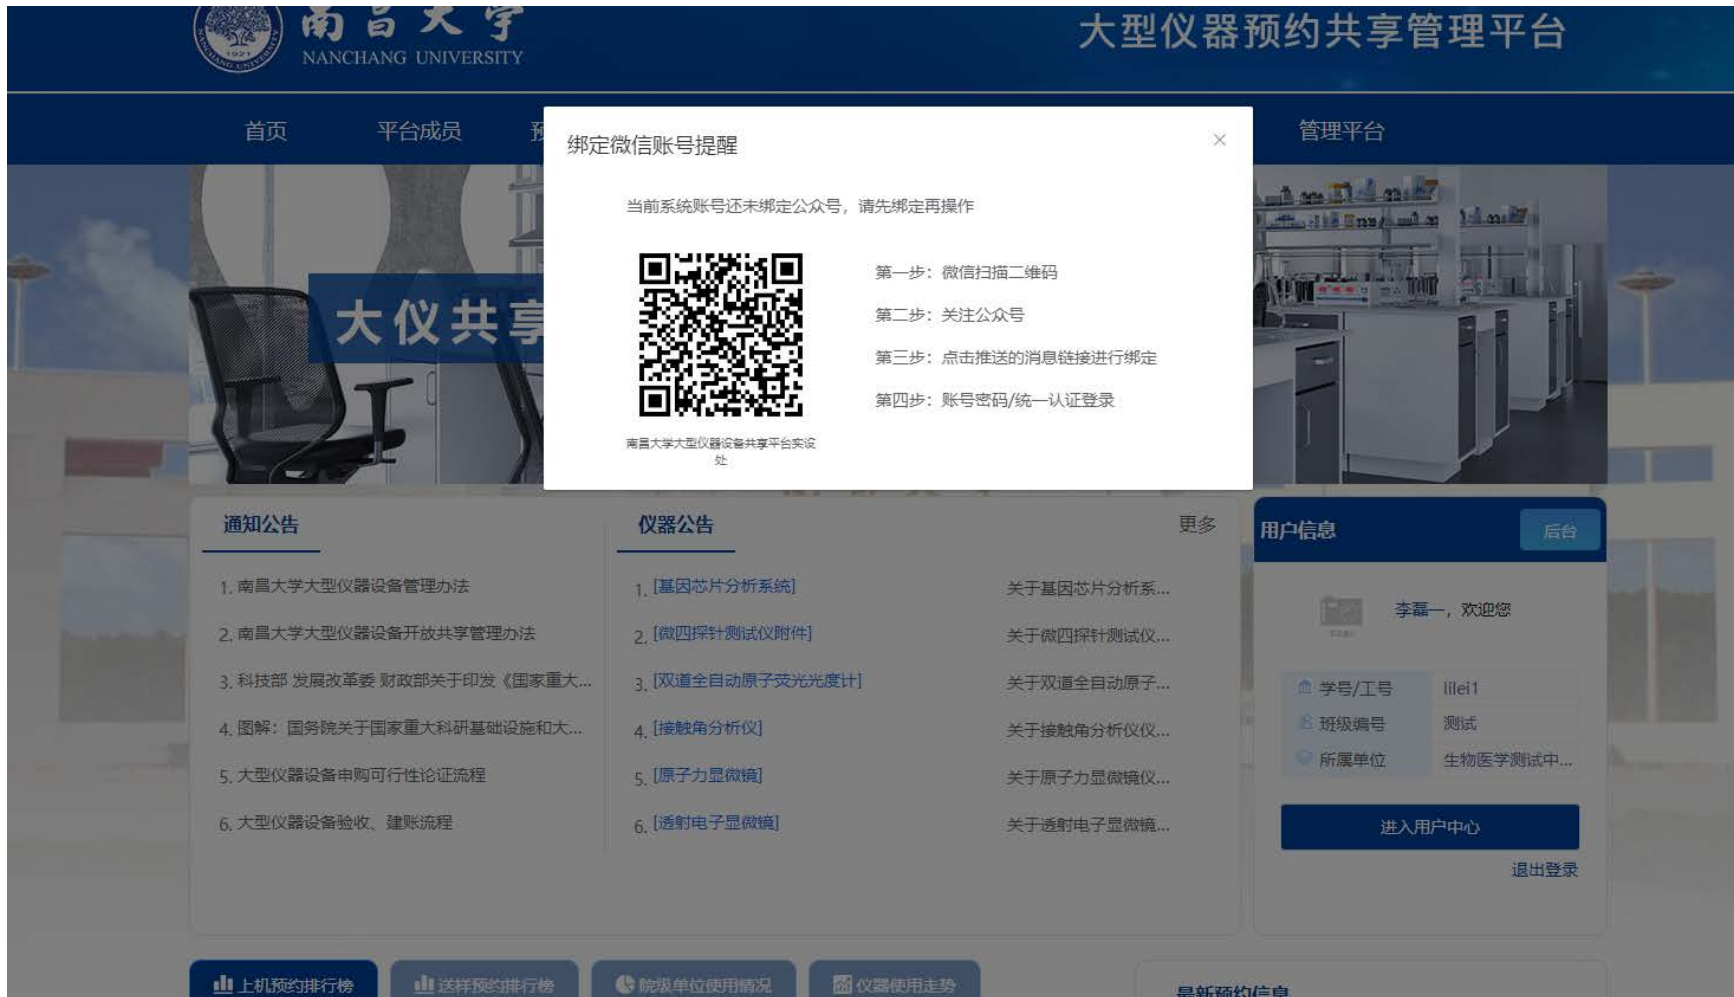 南昌大学
NANCHANG UNIVERSITY
1921
大型仪器预约共享管理平台
首页
平台成员
预
管理平台
绑定微信账号提醒
×
当前系统账号还未绑定公众号，请先绑定再操作
第一步：微信扫描二维码
第二步：关注公众号
第三步：点击推送的消息链接进行绑定
第四步：账号密码/统一认证登录
南昌大学大型仪器设备共享平台实设
处
大仪共享
通知公告
1. 南昌大学大型仪器设备管理办法
2. 南昌大学大型仪器设备开放共享管理办法
3. 科技部 发展改革委 财政部关于印发《国家重大...
4. 图解：国务院关于国家重大科研基础设施和大...
5. 大型仪器设备申购可行性论证流程
6. 大型仪器设备验收、建账流程
仪器公告
更多
1. [基因芯片分析系统] 关于基因芯片分析系...
2. [微四探针测试仪附件] 关于微四探针测试仪...
3. [双道全自动原子荧光光度计] 关于双道全自动原子...
4. [接触角分析仪] 关于接触角分析仪仪...
5. [原子力显微镜] 关于原子力显微镜仪...
6. [透射电子显微镜] 关于透射电子显微镜...
用户信息
后台
李磊一，欢迎您
学号/工号 lilei1
班级编号 测试
所属单位 生物医学测试中...
进入用户中心
退出登录
上机预约排行榜
送样预约排行榜
院级单位使用情况
仪器使用走势
最新预约信息